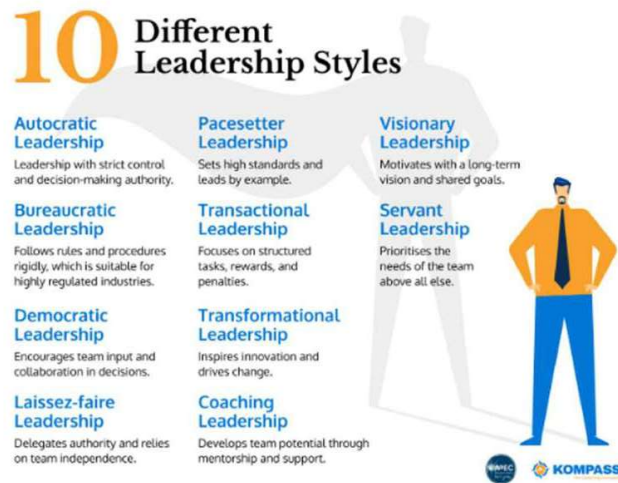 10 Different
Leadership Styles
Autocratic
Leadership
Leadership with strict control
and decision-making authority.
Bureaucratic
Leadership
Follows rules and procedures
rigidly, which is suitable for
highly regulated industries.
Democratic
Leadership
Encourages team input and
collaboration in decisions.
Laissez-faire
Leadership
Delegates authority and relies
on team independence.
Pacesetter
Leadership
Sets high standards and
leads by example.
Transactional
Leadership
Focuses on structured
tasks, rewards, and
penalties.
Transformational
Leadership
Inspires innovation and
drives change.
Coaching
Leadership
Develops team potential through
mentorship and support.
Visionary
Leadership
Motivates with a long-term
vision and shared goals.
Servant
Leadership
Prioritises the
needs of the team
above all else.
KOMPASS